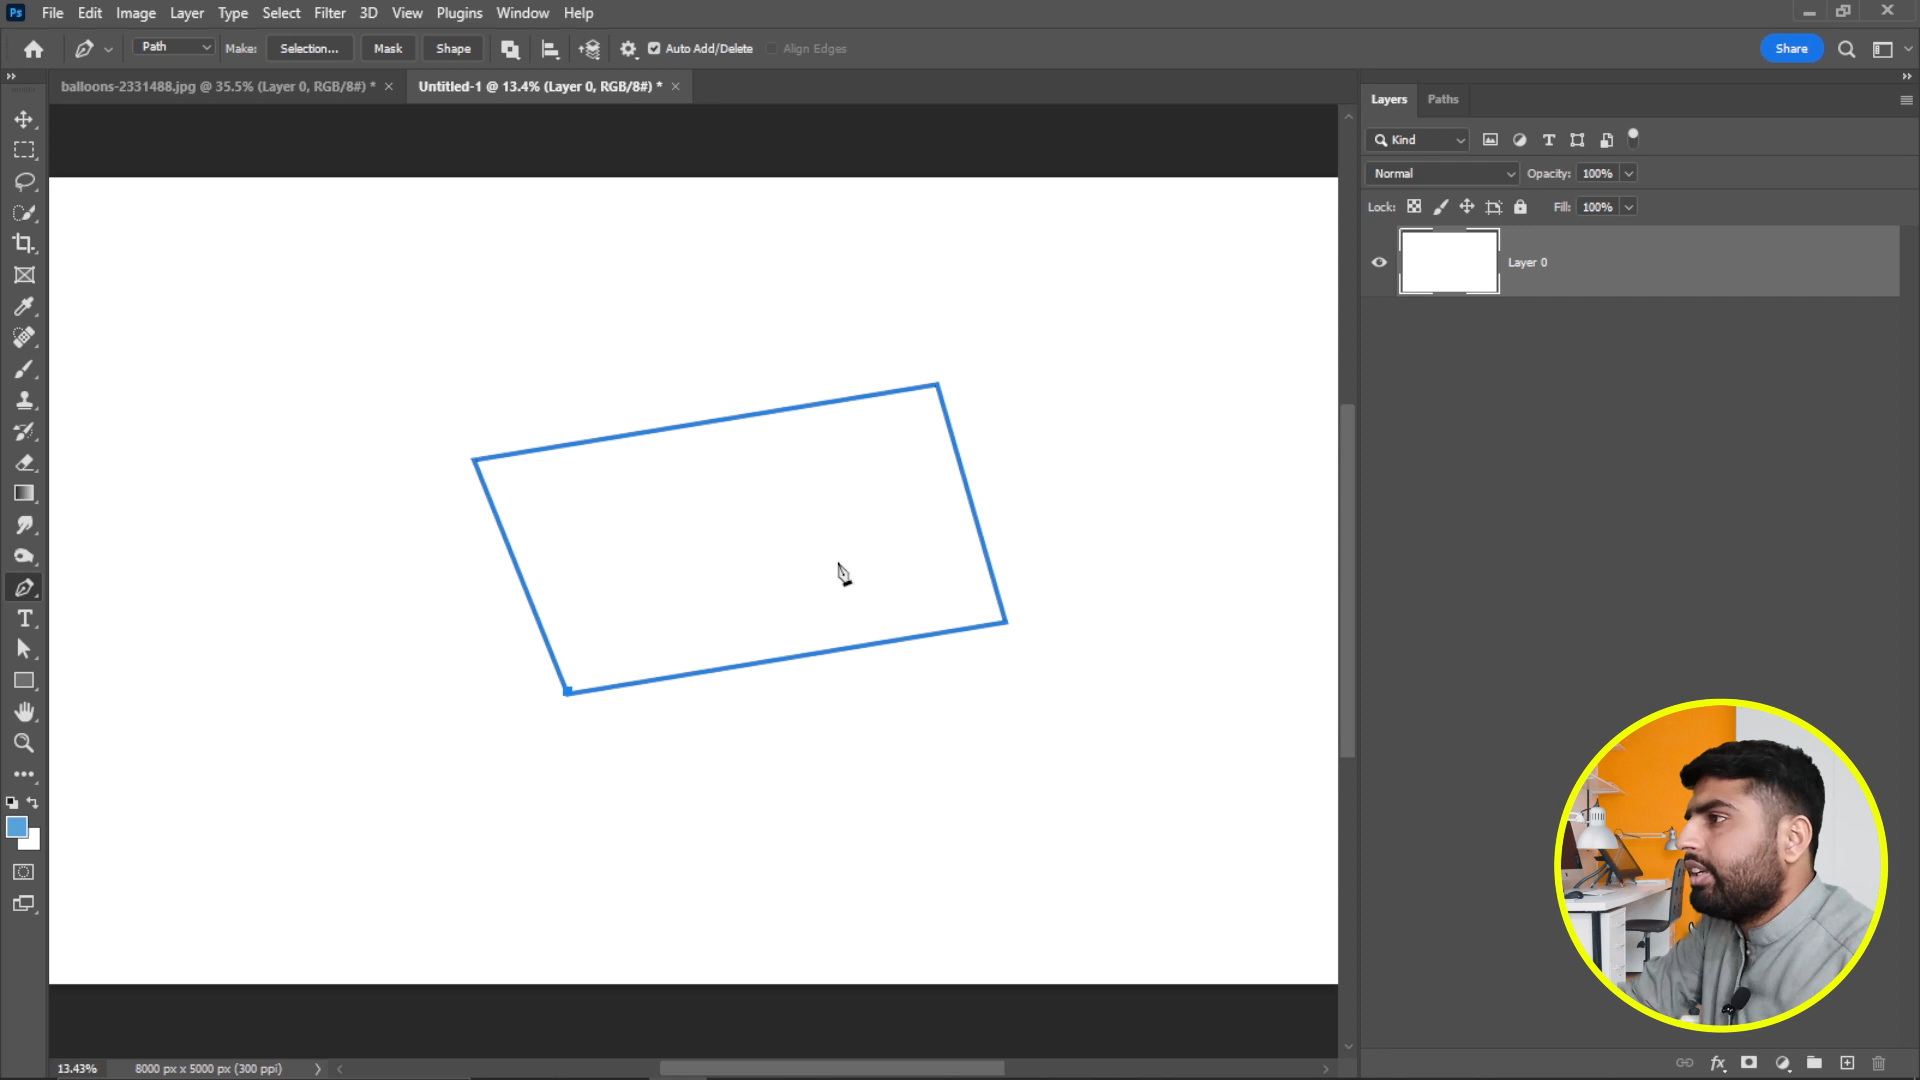 Ps File Edit Image Layer Type Select Filter 3D View Plugins Window Help
Path Make: Selection... Mask Shape Auto Add/Delete Align Edges Share
balloons-2331488.jpg @ 35.5% (Layer 0, RGB/8#) * × Untitled-1 @ 13.4% (Layer 0, RGB/8#) * ×
Layers Paths
Kind
Normal Opacity: 100%
Lock: Fill: 100%
Layer 0
13.43% 8000 px x 5000 px (300 ppi)